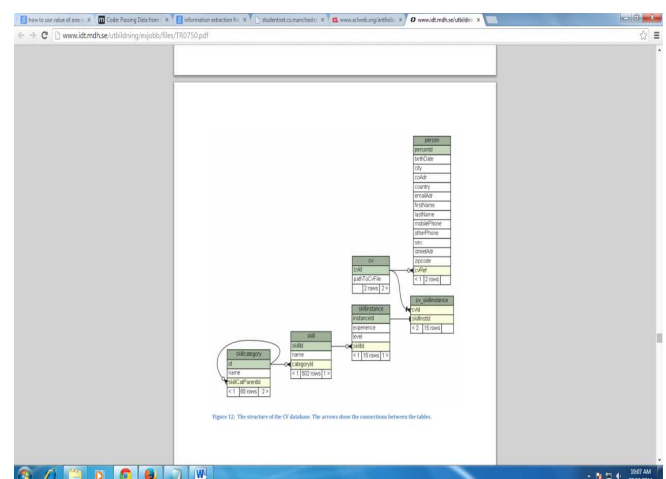 how to use value of one
Code: Passing Data from
information extraction fr
studentnet.cs.manchest
www.aclweb.org/antholo
www.idt.mdh.se/utbildni
www.idt.mdh.se/utbildning/exjobb/files/TR0750.pdf
person
personId
birthDate
city
coAdr
country
emailAdr
firstName
lastName
mobilePhone
otherPhone
sex
streetAdr
zipcode
cvRef
< 1 2 rows
cv
cvId
pathToCvFile
2 rows 2 >
cv_skillinstance
cvId
skillInstId
< 2 15 rows
skillinstance
instanceId
experience
level
skillId
< 1 15 rows 1 >
skill
skillId
name
categoryId
< 1 502 rows 1 >
skillcategory
id
name
skillCatParentId
< 1 60 rows 2 >
Figure 12: The structure of the CV database. The arrows show the connections between the tables.
10:07 AM